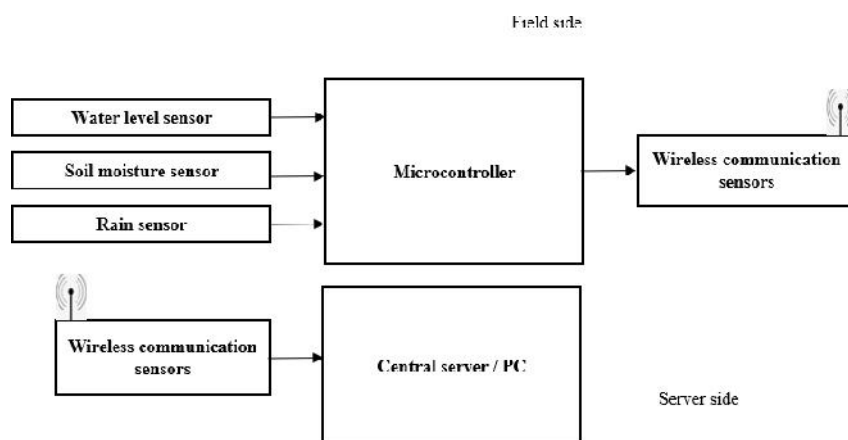 Field side
Water level sensor
Soil moisture sensor
Rain sensor
Microcontroller
Wireless communication
sensors
Wireless communication
sensors
Central server / PC
Server side